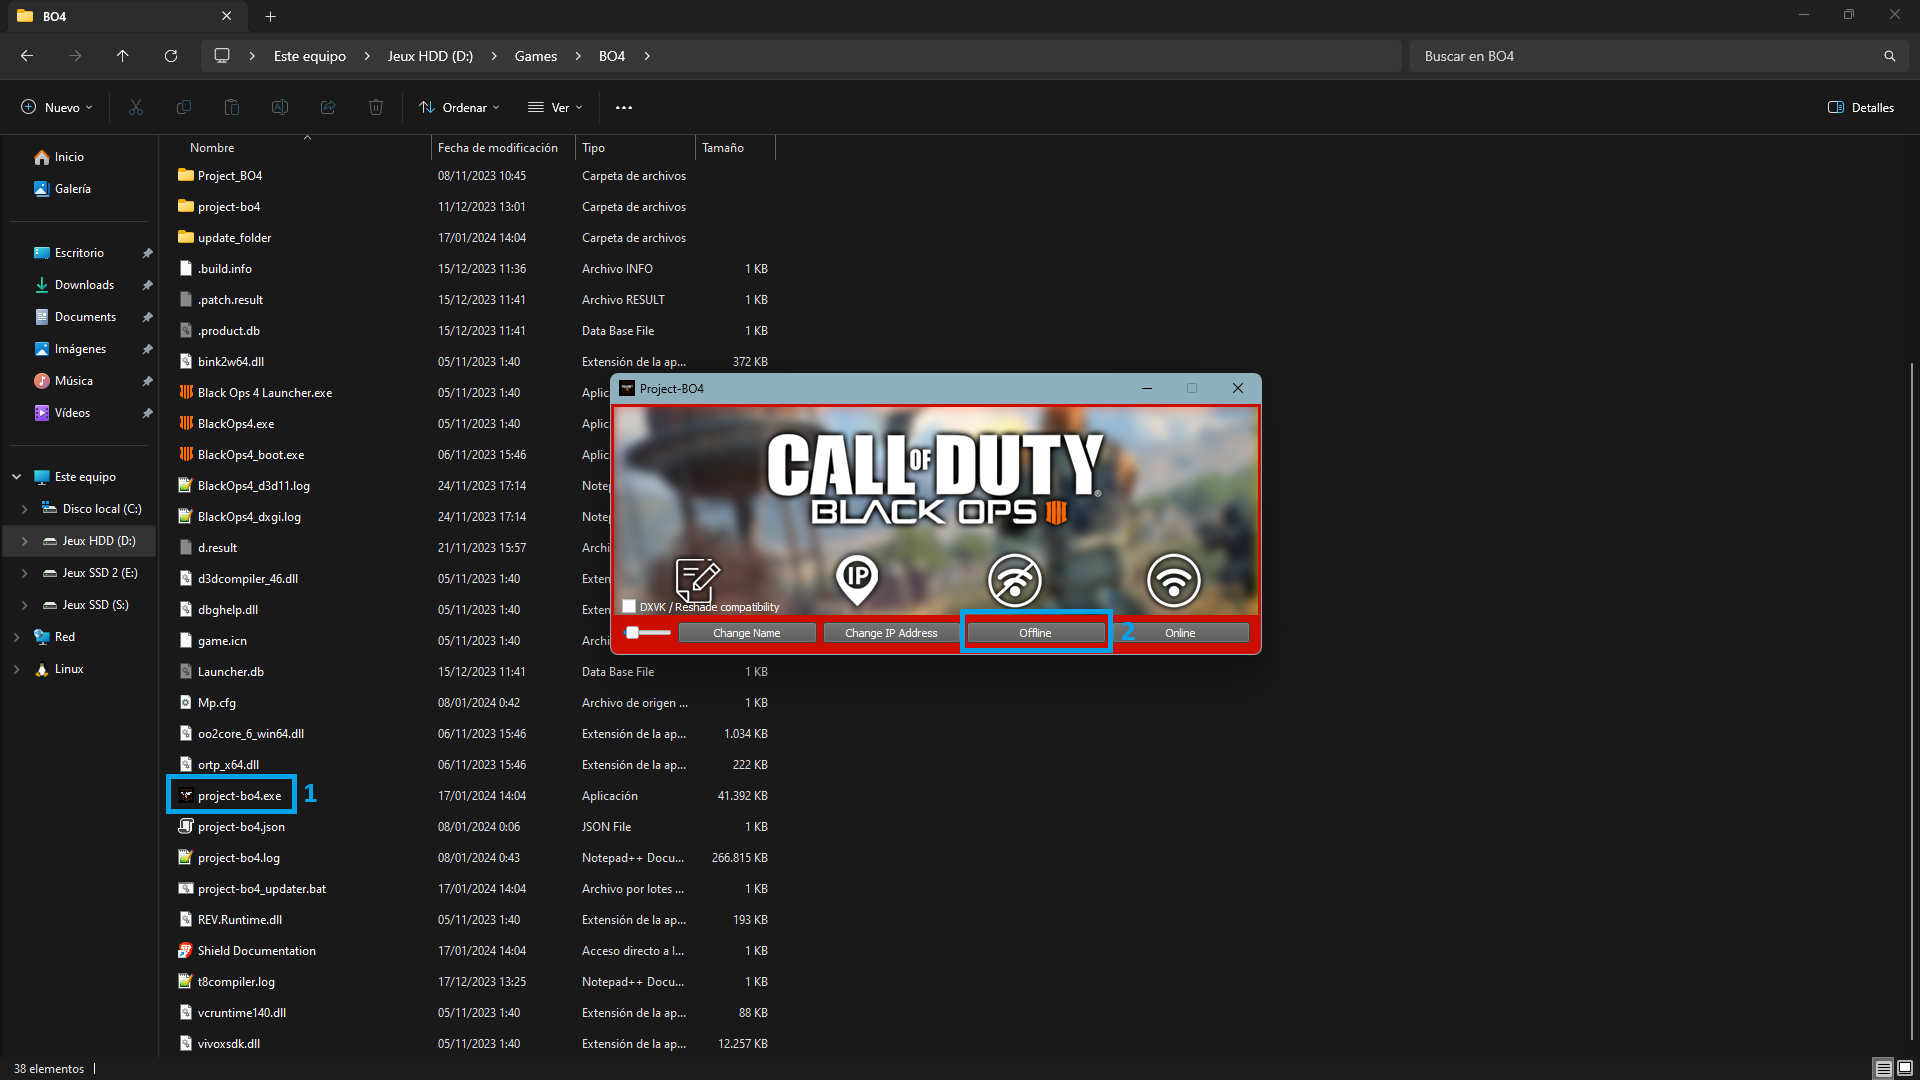 BO4
Este equipo > Jeux HDD (D:) > Games > BO4 >
Buscar en BO4
Nuevo
Ordenar
Ver
Detalles
Inicio
Galería
Escritorio
Downloads
Documents
Imágenes
Música
Vídeos
Este equipo
Disco local (C:)
Jeux HDD (D:)
Jeux SSD 2 (E:)
Jeux SSD (S:)
Red
Linux
Nombre Fecha de modificación Tipo Tamaño
Project_BO4 08/11/2023 10:45 Carpeta de archivos
project-bo4 11/12/2023 13:01 Carpeta de archivos
update_folder 17/01/2024 14:04 Carpeta de archivos
.build.info 15/12/2023 11:36 Archivo INFO 1 KB
.patch.result 15/12/2023 11:41 Archivo RESULT 1 KB
.product.db 15/12/2023 11:41 Data Base File 1 KB
bink2w64.dll 05/11/2023 1:40 Extensión de la ap... 372 KB
Black Ops 4 Launcher.exe 05/11/2023 1:40 Aplic
BlackOps4.exe 05/11/2023 1:40 Aplic
BlackOps4_boot.exe 06/11/2023 15:46 Aplic
BlackOps4_d3d11.log 24/11/2023 17:14 Note
BlackOps4_dxgi.log 24/11/2023 17:14 Note
d.result 21/11/2023 15:57 Archi
d3dcompiler_46.dll 05/11/2023 1:40 Exten
dbghelp.dll 05/11/2023 1:40 Exten
game.icn 05/11/2023 1:40 Archi
Launcher.db 15/12/2023 11:41 Data Base File 1 KB
Mp.cfg 08/01/2024 0:42 Archivo de origen ... 1 KB
oo2core_6_win64.dll 06/11/2023 15:46 Extensión de la ap... 1.034 KB
ortp_x64.dll 06/11/2023 15:46 Extensión de la ap... 222 KB
project-bo4.exe 1 17/01/2024 14:04 Aplicación 41.392 KB
project-bo4.json 08/01/2024 0:06 JSON File 1 KB
project-bo4.log 08/01/2024 0:43 Notepad++ Docu... 266.815 KB
project-bo4_updater.bat 17/01/2024 14:04 Archivo por lotes ... 1 KB
REV.Runtime.dll 05/11/2023 1:40 Extensión de la ap... 193 KB
Shield Documentation 17/01/2024 14:04 Acceso directo a l... 1 KB
t8compiler.log 17/12/2023 13:25 Notepad++ Docu... 1 KB
vcruntime140.dll 05/11/2023 1:40 Extensión de la ap... 88 KB
vivoxsdk.dll 05/11/2023 1:40 Extensión de la ap... 12.257 KB
Project-BO4
CALL OF DUTY®
BLACK OPS IIII
IP
DXVK / Reshade compatibility
Change Name Change IP Address Offline 2 Online
38 elementos